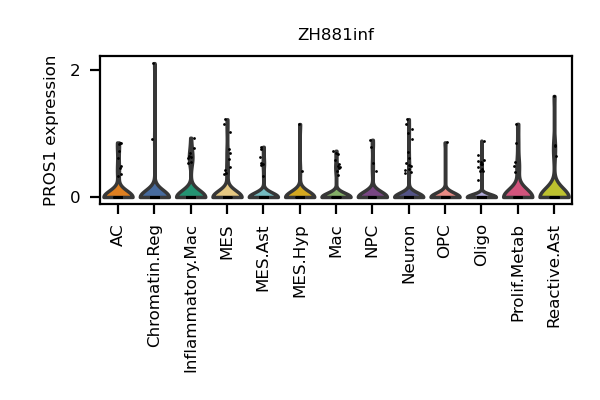 ZH881inf
PROS1 expression
2
0
AC
Chromatin.Reg
Inflammatory.Mac
MES
MES.Ast
MES.Hyp
Mac
NPC
Neuron
OPC
Oligo
Prolif.Metab
Reactive.Ast